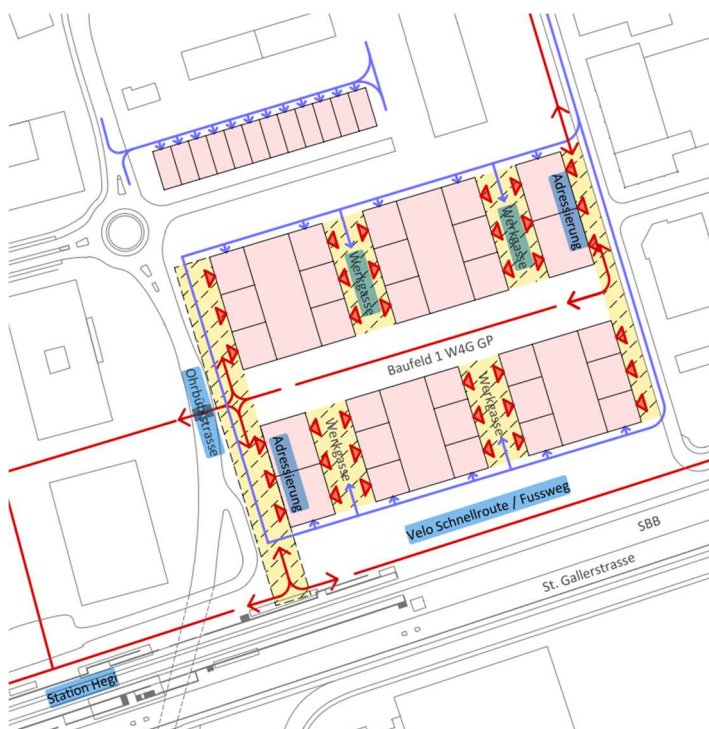 Adressierung
Werkgasse
Werkgasse
Baufeld 1 W4G GP
Ohrbühlstrasse
Werkgasse
Werkgasse
Adressierung
Velo Schnellroute / Fussweg
SBB
St. Gallerstrasse
Station Hegi